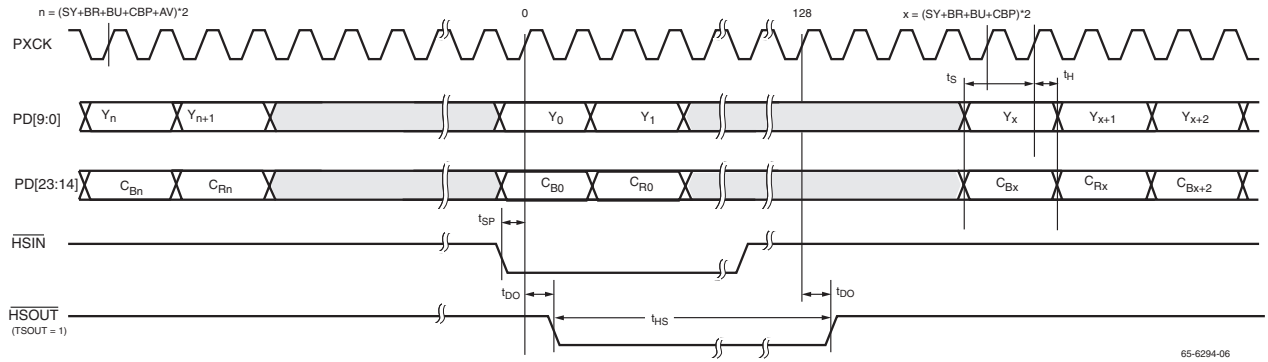 n = (SY+BR+BU+CBP+AV)*2
0
128
x = (SY+BR+BU+CBP)*2
PXCK
tS
tH
PD[9:0]
Yn
Yn+1
Y0
Y1
Yx
Yx+1
Yx+2
PD[23:14]
CBn
CRn
CB0
CR0
CBx
CRx
CBx+2
tSP
HSIN
tDO
tDO
HSOUT
(TSOUT = 1)
tHS
65-6294-06